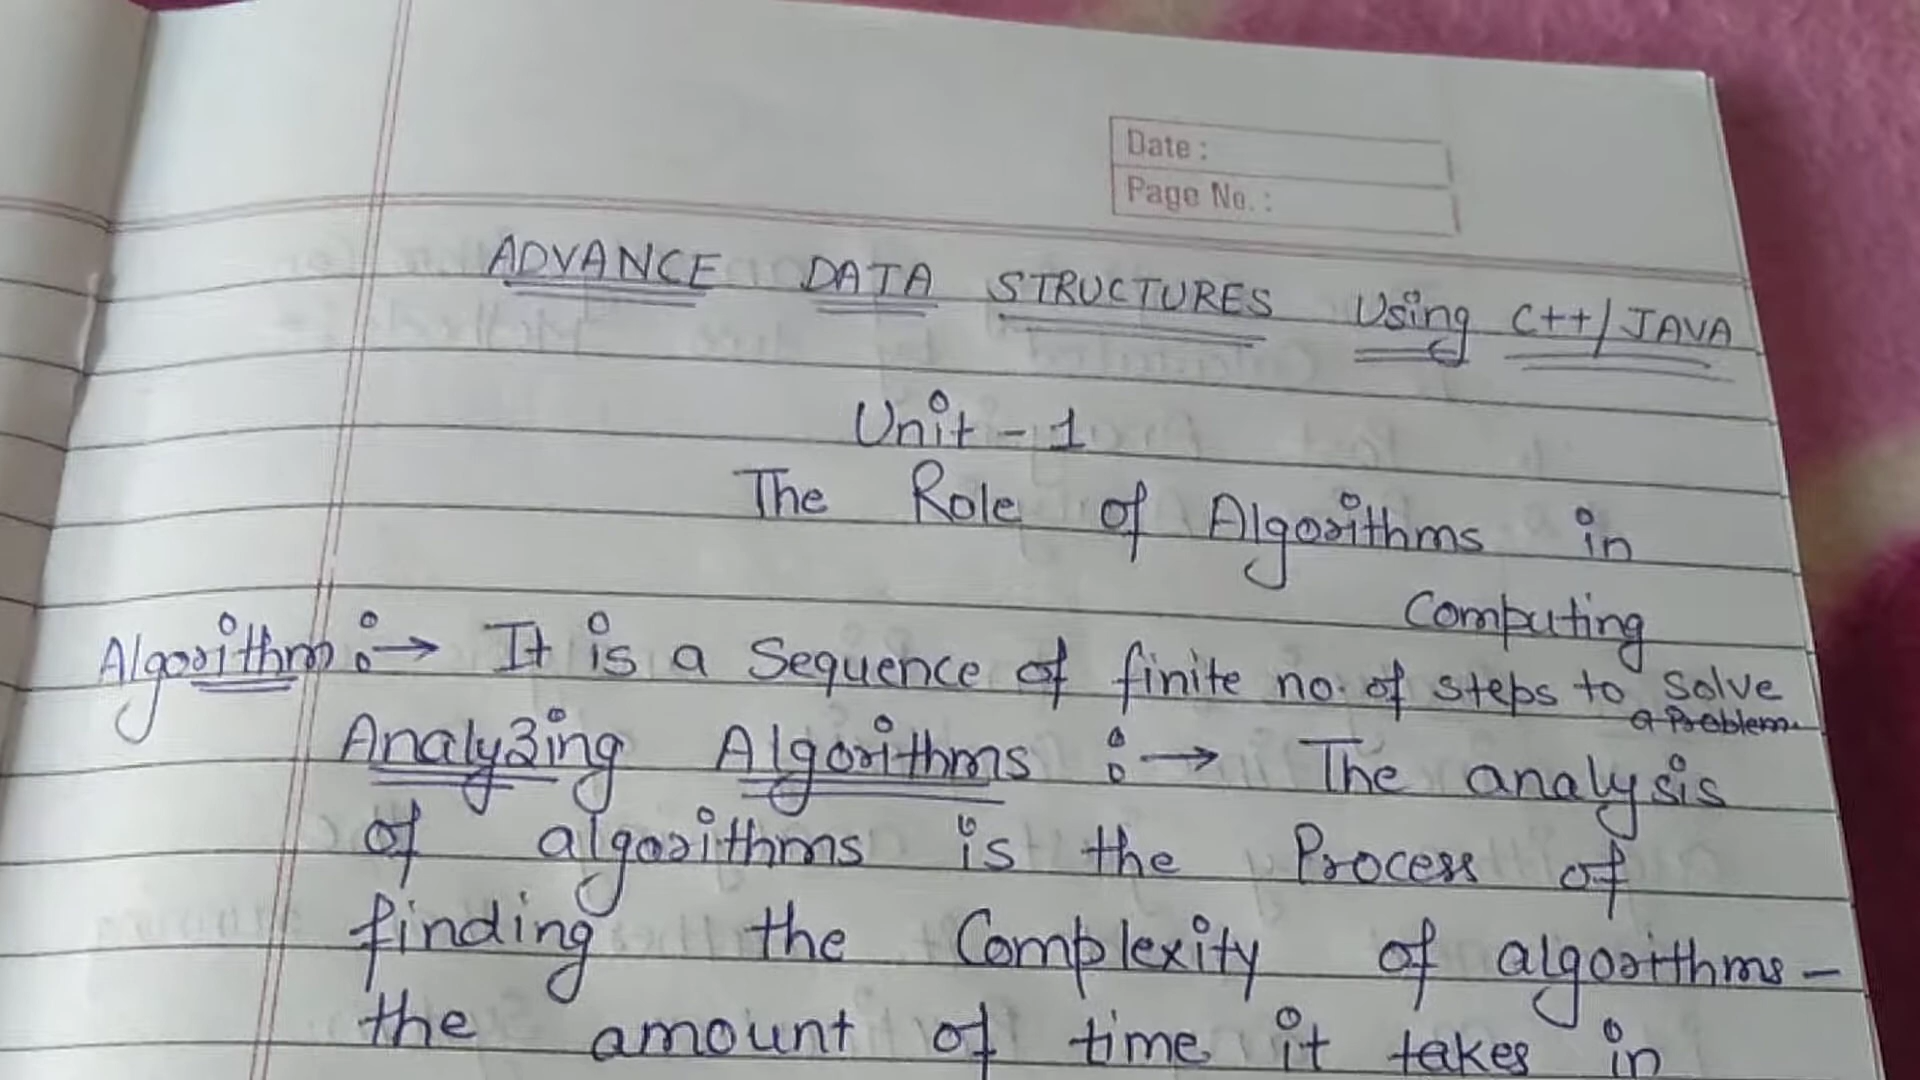 Date :
Page No. :
ADVANCE DATA STRUCTURES Using C++/JAVA
Unit - 1
The Role of Algorithms in
Computing
Algorithm :→ It is a Sequence of finite no. of steps to solve
a Problem.
Analyzing Algorithms :→ The analysis
of algorithms is the Process of
finding the Complexity of algorithms -
the amount of time it takes in